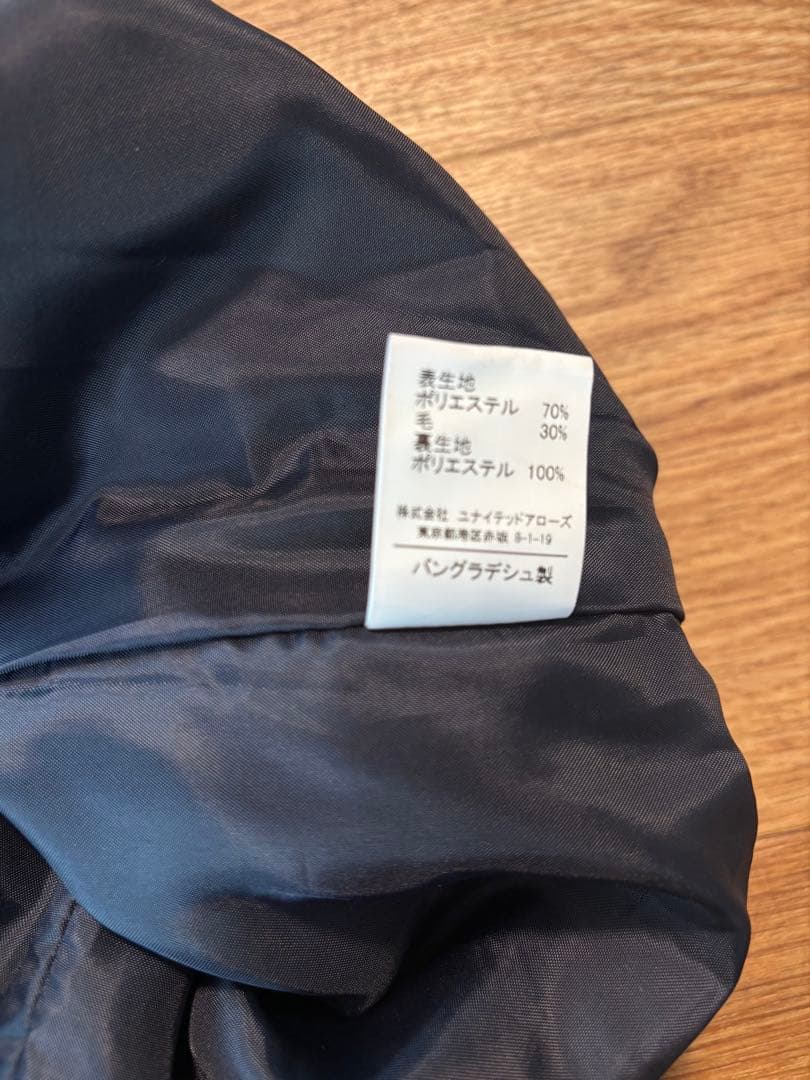 表生地
ポリエステル 70%
毛 30%
裏生地
ポリエステル 100%
株式会社 ユナイテッドアローズ
東京都港区赤坂 8-1-19
バングラデシュ製